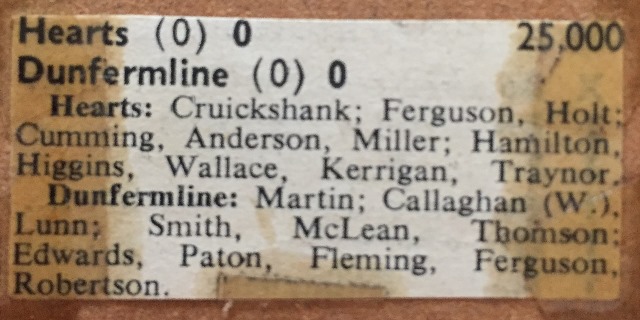 Hearts (0) 0 25,000
Dunfermline (0) 0
Hearts: Cruickshank; Ferguson, Holt;
Cumming, Anderson, Miller; Hamilton,
Higgins, Wallace, Kerrigan, Traynor.
Dunfermline: Martin; Callaghan (W.),
Lunn; Smith, McLean, Thomson;
Edwards, Paton, Fleming, Ferguson,
Robertson.